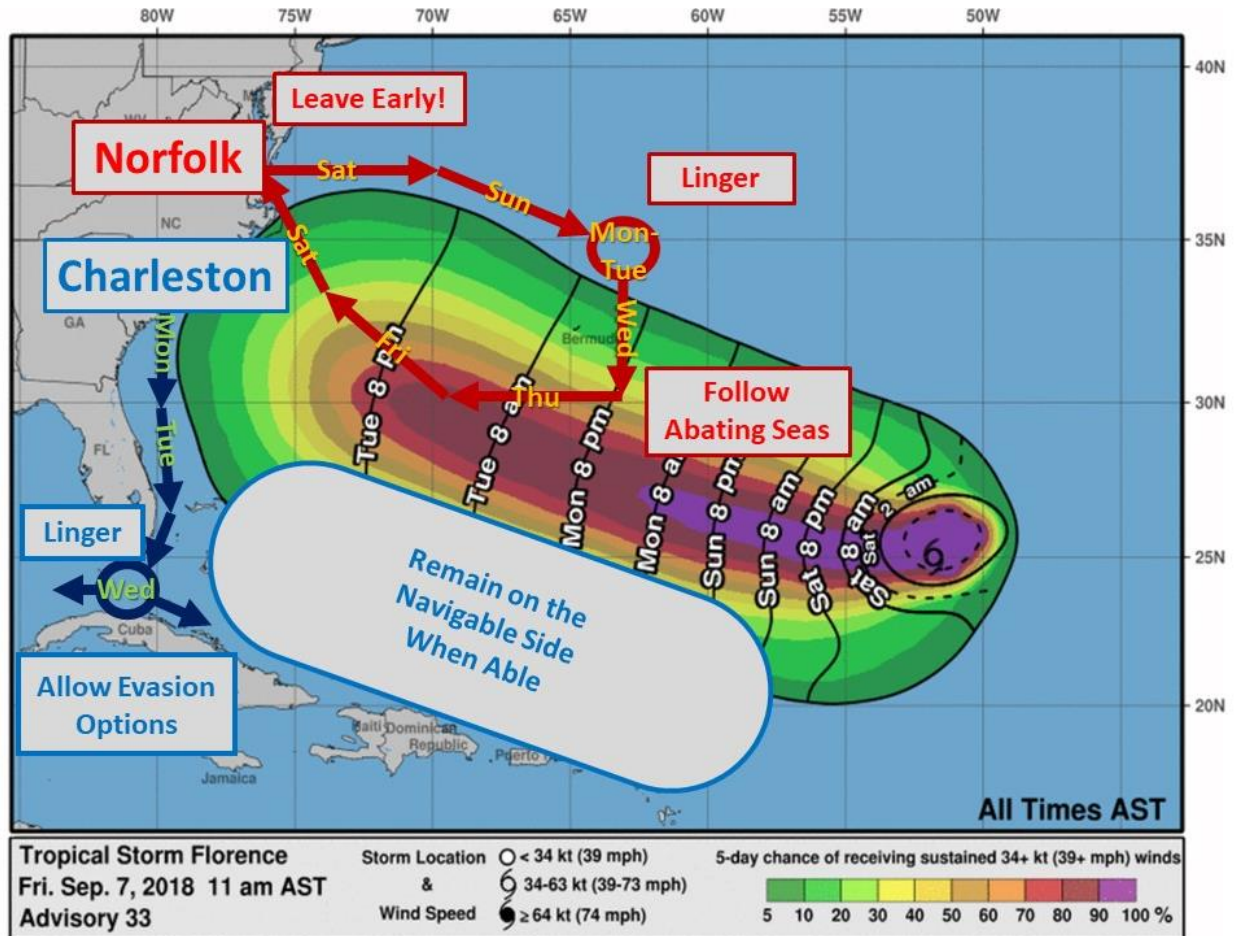 80W 75W 70W 65W 60W 55W 50W
40N
35N
30N
25N
20N
Leave Early!
Norfolk
Sat
Sun
Linger
Mon-
Tue
Wed
Thu
Fri
Sat
WV
NC
Charleston
GA
Mon
Tue
FL
Linger
Wed
Cuba
Allow Evasion
Options
Jamaica
Haiti Dominican
Republic
Puerto
Follow
Abating Seas
Remain on the
Navigable Side
When Able
Tue 8 pm
Tue 8 am
Mon 8 pm
Mon 8
Sun 8 pm
Sun 8 am
Sat 8 pm
Sat 8 am
Sat 2 am
All Times AST
Tropical Storm Florence
Fri. Sep. 7, 2018 11 am AST
Advisory 33
Storm Location
&
Wind Speed
< 34 kt (39 mph)
34-63 kt (39-73 mph)
≥ 64 kt (74 mph)
5-day chance of receiving sustained 34+ kt (39+ mph) winds
5 10 20 30 40 50 60 70 80 90 100 %